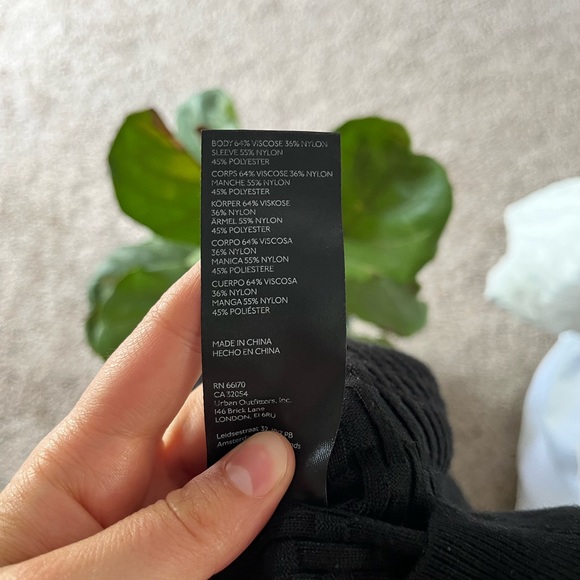 BODY 64% VISCOSE 36% NYLON
SLEEVE 55% NYLON
45% POLYESTER
CORPS 64% VISCOSE 36% NYLON
MANCHE 55% NYLON
45% POLYESTER
KÖRPER 64% VISKOSE
36% NYLON
ÄRMEL 55% NYLON
45% POLYESTER
CORPO 64% VISCOSA
36% NYLON
MANICA 55% NYLON
45% POLIESTERE
CUERPO 64% VISCOSA
36% NYLON
MANGA 55% NYLON
45% POLIÉSTER
MADE IN CHINA
HECHO EN CHINA
RN 66170
CA 32054
Urban Outfitters, Inc.
146 Brick Lane
LONDON, E1 6RU
Leidsestraat PB